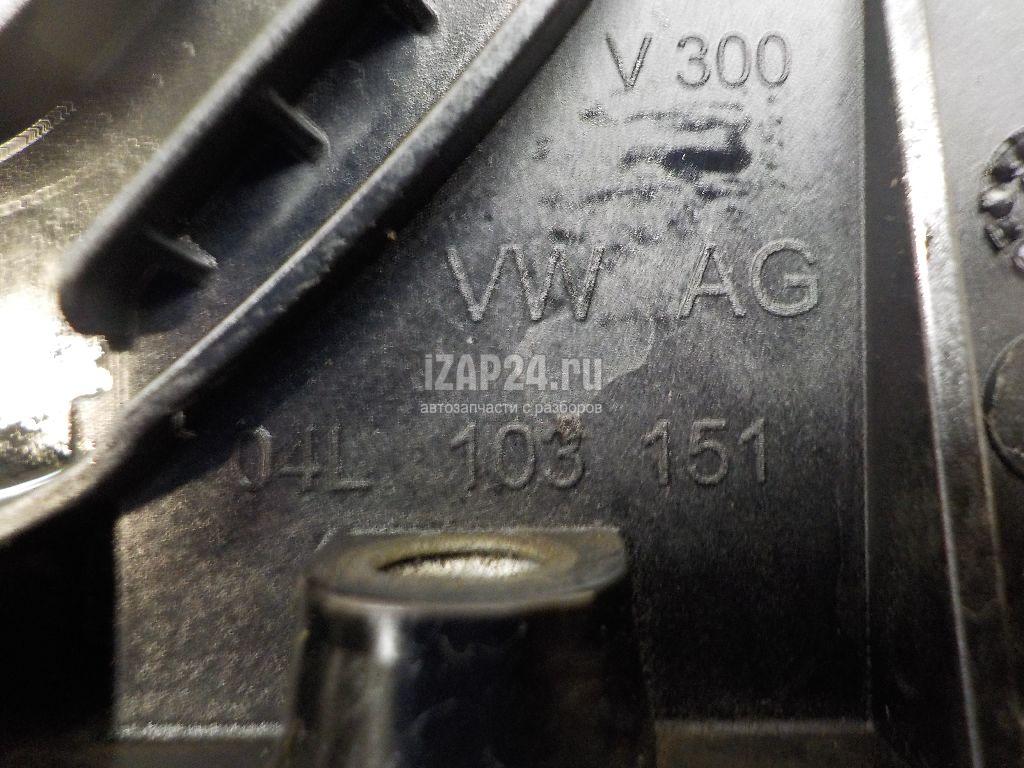 V 300
VW AG
iZAP24.ru
автозапчасти с разборов
04L 103 151